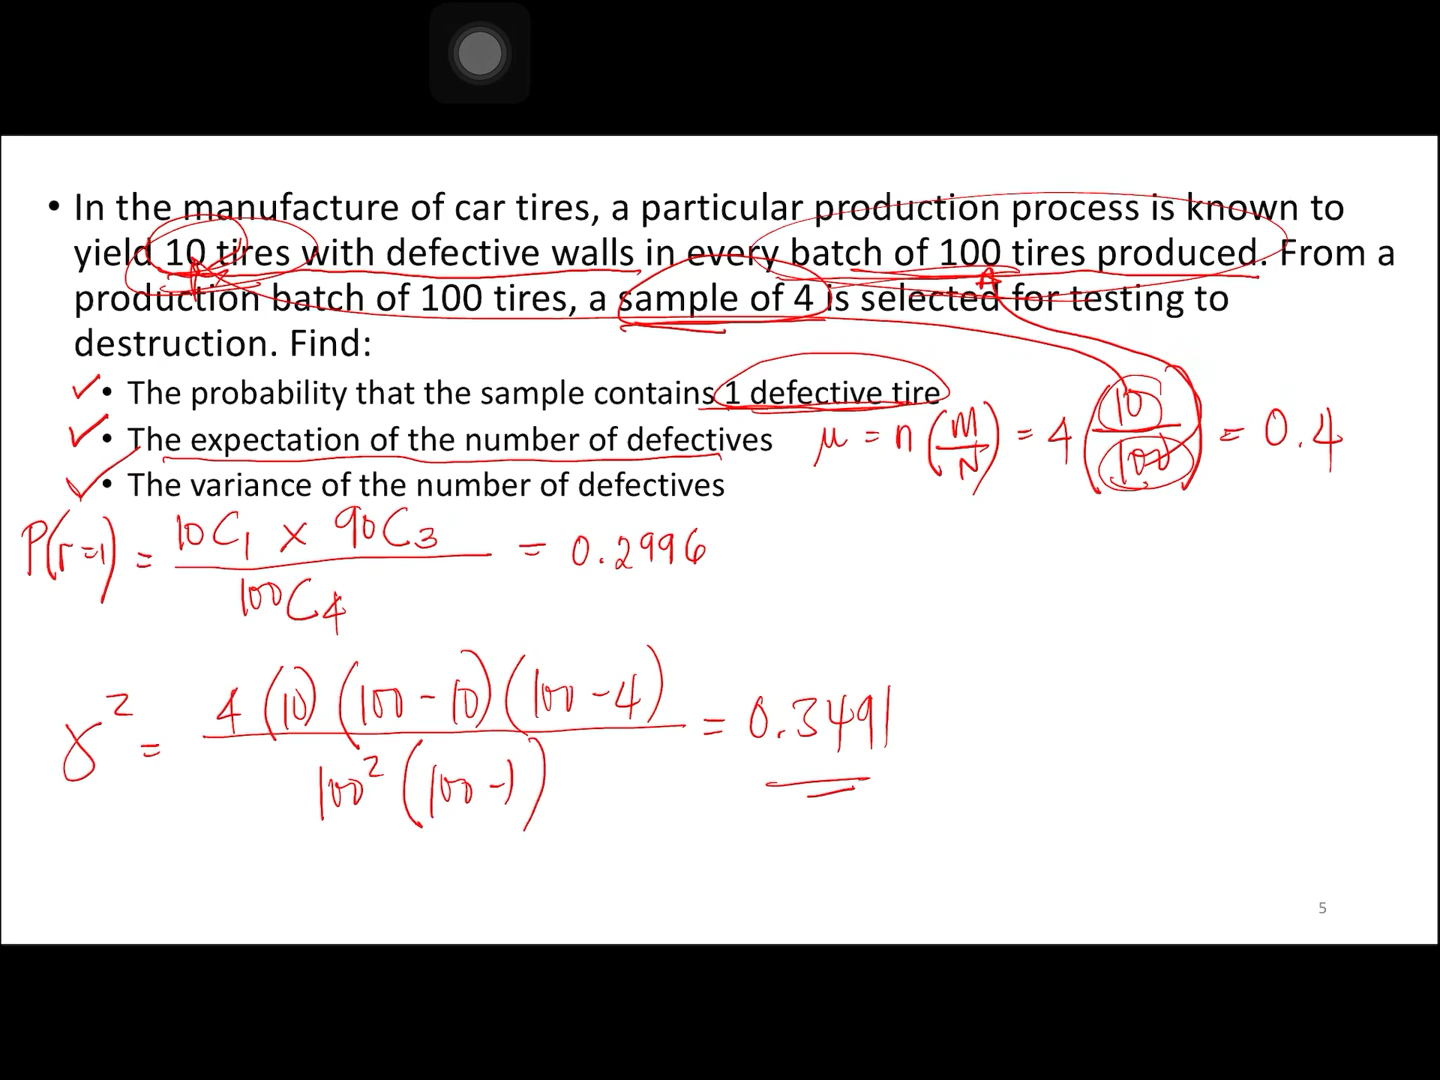 • In the manufacture of car tires, a particular production process is known to
yield 10 tires with defective walls in every batch of 100 tires produced. From a
production batch of 100 tires, a sample of 4 is selected for testing to
destruction. Find:
• The probability that the sample contains 1 defective tire
• The expectation of the number of defectives
μ = n (M/N) = 4 (10/100) = 0.4
• The variance of the number of defectives
P(r=1) = 10C1 × 90C3 / 100C4 = 0.2996
σ² = 4(10)(100-10)(100-4) / 100²(100-1) = 0.3491
5